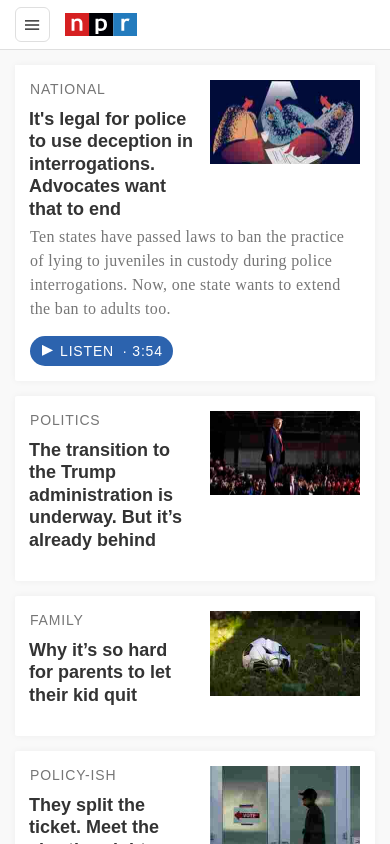 npr
NATIONAL
It's legal for police
to use deception in
interrogations.
Advocates want
that to end
Ten states have passed laws to ban the practice
of lying to juveniles in custody during police
interrogations. Now, one state wants to extend
the ban to adults too.
LISTEN · 3:54
POLITICS
The transition to
the Trump
administration is
underway. But it’s
already behind
FAMILY
Why it’s so hard
for parents to let
their kid quit
POLICY-ISH
They split the
ticket. Meet the
VOTE